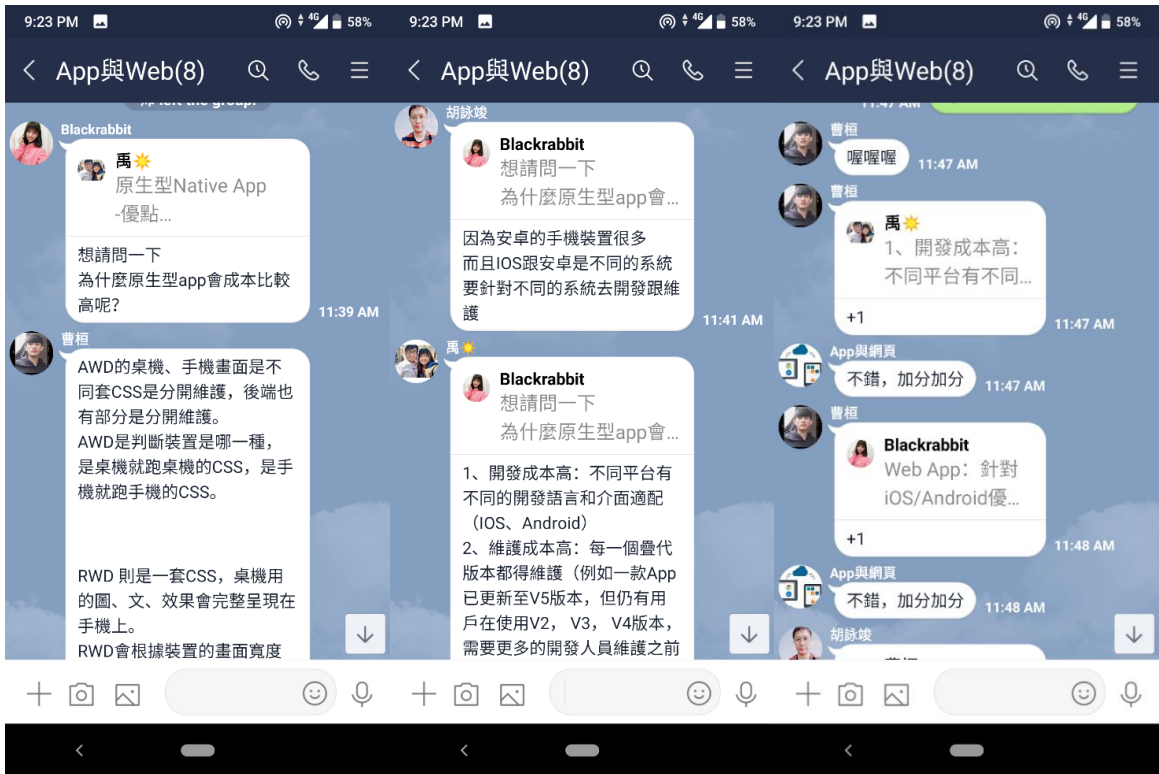 9:23 PM
4G
58%
App與Web(8)
left the group.
Blackrabbit
禹☀️
原生型Native App
-優點...
想請問一下
為什麼原生型app會成本比較
高呢?
11:39 AM
曹桓
AWD的桌機、手機畫面是不
同套CSS是分開維護，後端也
有部分是分開維護。
AWD是判斷裝置是哪一種，
是桌機就跑桌機的CSS，是手
機就跑手機的CSS。
RWD 則是一套CSS，桌機用
的圖、文、效果會完整呈現在
手機上。
RWD會根據裝置的畫面寬度
9:23 PM
4G
58%
App與Web(8)
胡詠竣
Blackrabbit
想請問一下
為什麼原生型app會...
因為安卓的手機裝置很多
而且IOS跟安卓是不同的系統
要針對不同的系統去開發跟維
護
11:41 AM
禹☀️
Blackrabbit
想請問一下
為什麼原生型app會...
1、開發成本高：不同平台有
不同的開發語言和介面適配
（IOS、Android）
2、維護成本高：每一個疊代
版本都得維護（例如一款App
已更新至V5版本，但仍有用
戶在使用V2， V3， V4版本，
需要更多的開發人員維護之前
9:23 PM
4G
58%
App與Web(8)
11:47 AM
曹桓
喔喔喔
11:47 AM
曹桓
禹☀️
1、開發成本高：
不同平台有不同...
+1
11:47 AM
App與網頁
不錯，加分加分
11:47 AM
曹桓
Blackrabbit
Web App：針對
iOS/Android優...
+1
11:48 AM
App與網頁
不錯，加分加分
11:48 AM
胡詠竣